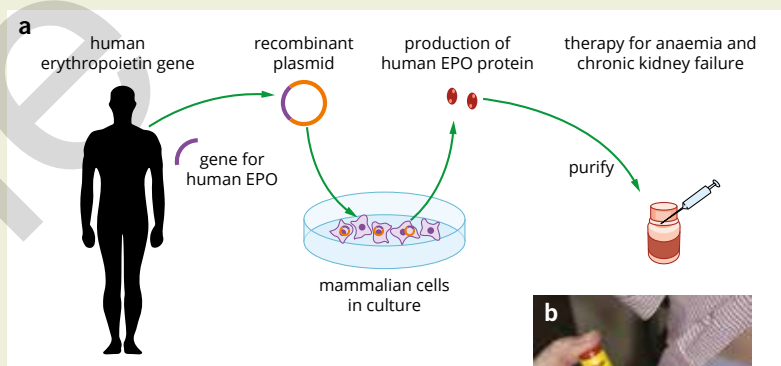 a
human
erythropoietin gene
recombinant
plasmid
production of
human EPO protein
therapy for anaemia and
chronic kidney failure
gene for
human EPO
purify
mammalian cells
in culture
b